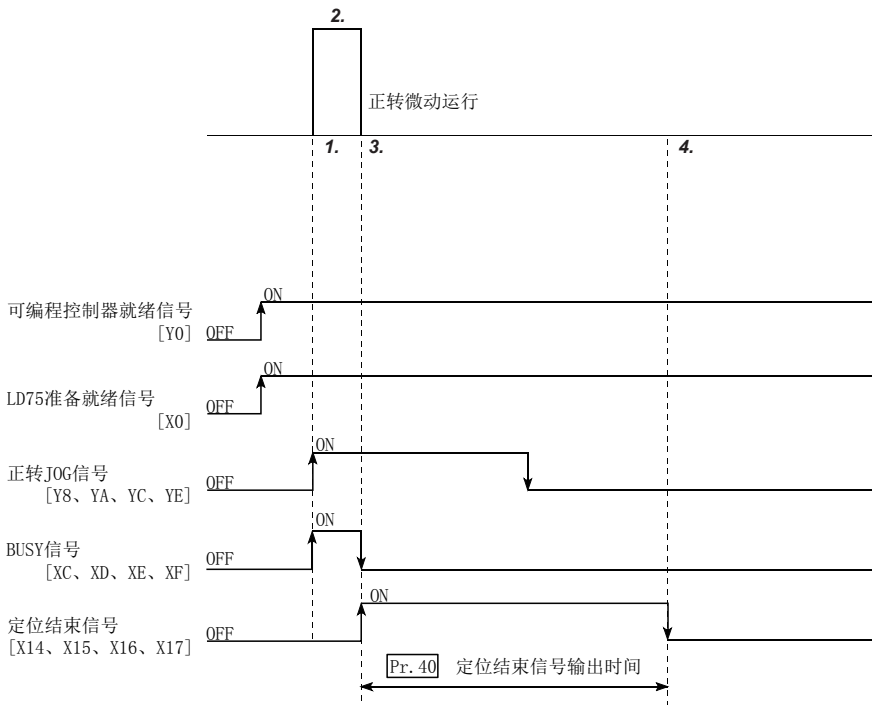 2.
正转微动运行
1.
3.
4.
可编程控制器就绪信号
[Y0]
OFF
ON
LD75准备就绪信号
[X0]
OFF
ON
正转JOG信号
[Y8、YA、YC、YE]
OFF
ON
BUSY信号
[XC、XD、XE、XF]
OFF
ON
定位结束信号
[X14、X15、X16、X17]
OFF
ON
Pr.40 定位结束信号输出时间